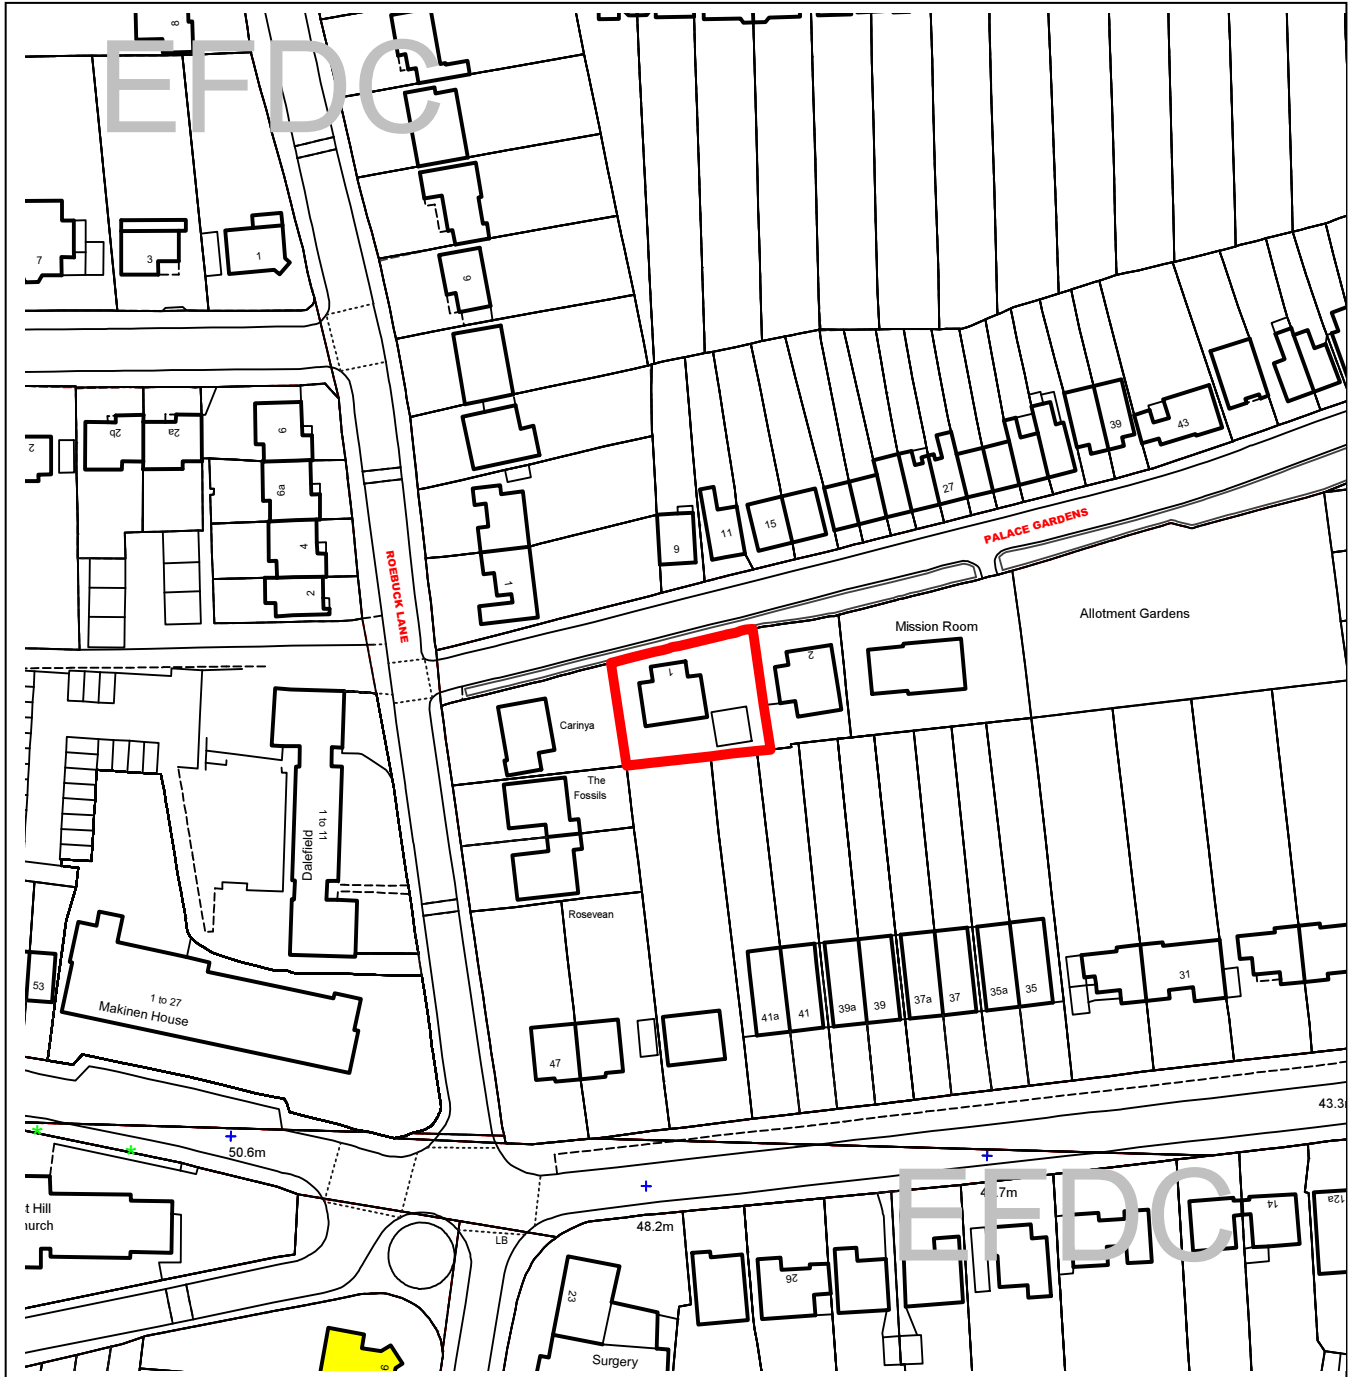 8
EFDC
7
3
1
9
2
2b
2a
6
6a
4
2
ROEBUCK LANE
1
9
11
15
27
39
43
PALACE GARDENS
Allotment Gardens
Mission Room
1
2
Carinya
The
Fossils
Rosevean
Dalefield
1 to 11
53
1 to 27
Makinen House
47
41a
41
39a
39
37a
37
35a
35
31
43.3
50.6m
48.2m
7m
EFDC
t Hill
urch
LB
23
26
14
12a
Surgery